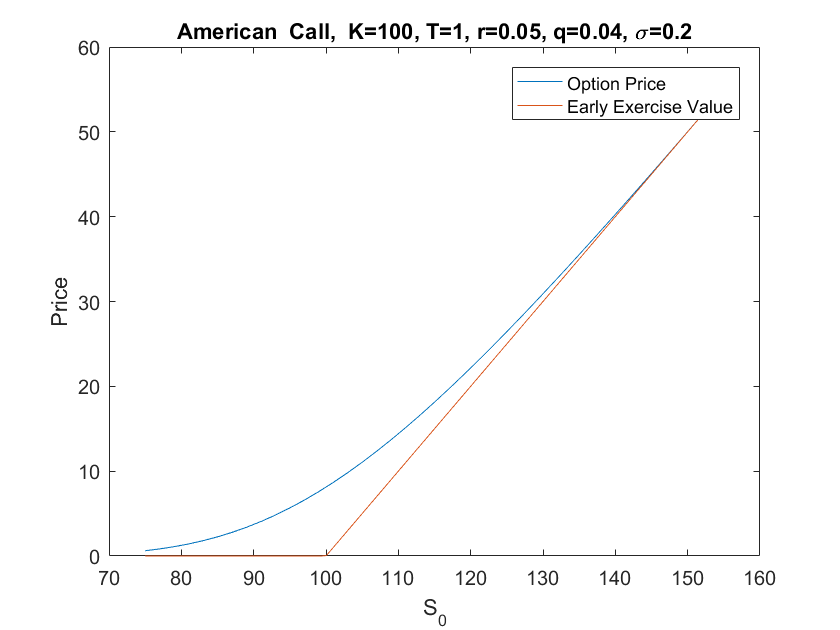 American  Call,  K=100, T=1, r=0.05, q=0.04, σ=0.2
Option Price
Early Exercise Value
60
50
40
30
20
10
0
Price
70 80 90 100 110 120 130 140 150 160
S₀